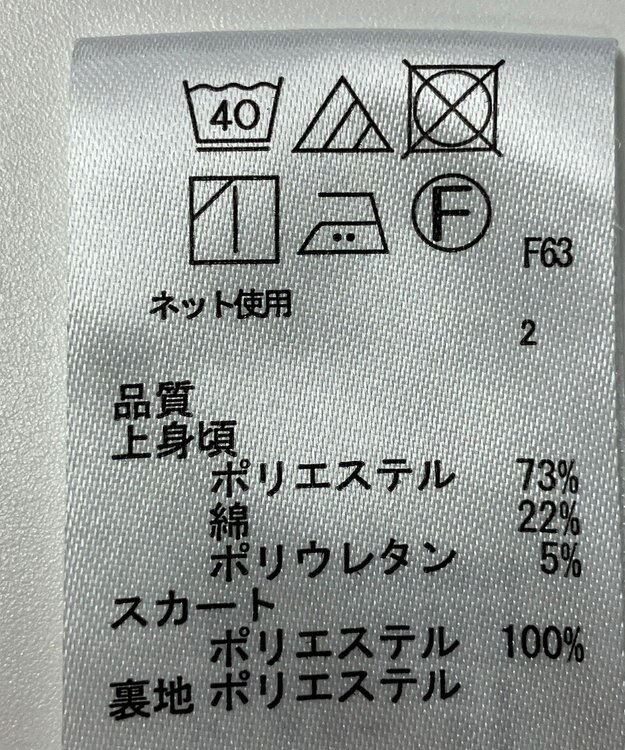 40
F
F63
ネット使用
2
品質
上身頃
ポリエステル 73%
綿 22%
ポリウレタン 5%
スカート
ポリエステル 100%
裏地 ポリエステル